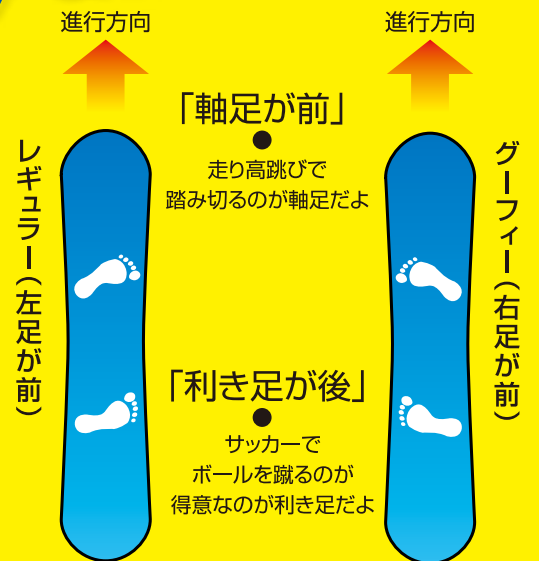 進行方向
進行方向
「軸足が前」
●
走り高跳びで
踏み切るのが軸足だよ
レギュラー(左足が前)
グーフィー(右足が前)
「利き足が後」
●
サッカーで
ボールを蹴るのが
得意なのが利き足だよ